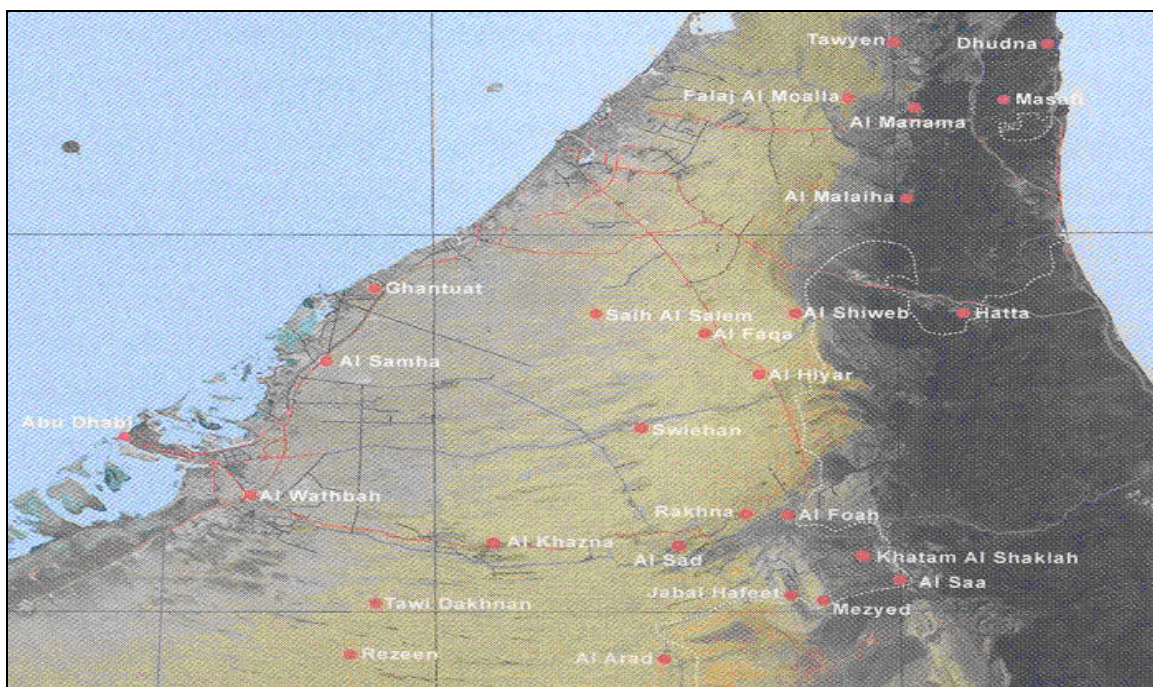 Tawyen
Dhudna
Falaj Al Moalla
Masafi
Al Manama
Al Malaiha
Ghantuat
Saih Al Salem
Al Shiweb
Hatta
Al Faqa
Al Samha
Al Hiyar
Abu Dhabi
Swiehan
Al Wathbah
Rakhna
Al Foah
Al Khazna
Al Sad
Khatam Al Shaklah
Al Saa
Jabal Hafeet
Mezyed
Tawi Dakhnan
Rezeen
Al Arad